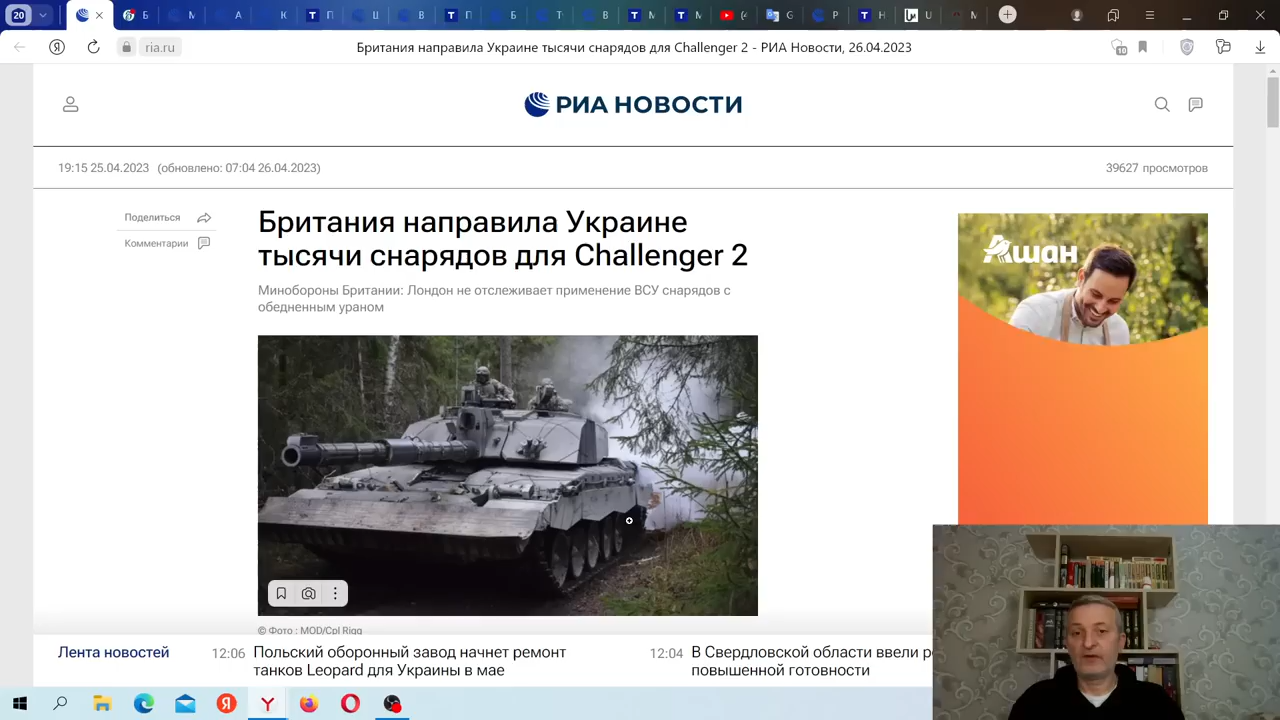 20
Б
М
А
К
П
Ш
Б
П
Б
Т
В
М
М
(
G
Р
Н
U
М
ria.ru
Британия направила Украине тысячи снарядов для Challenger 2 - РИА Новости, 26.04.2023
10
РИА НОВОСТИ
19:15 25.04.2023 (обновлено: 07:04 26.04.2023)
39627 просмотров
Поделиться
Комментарии
Британия направила Украине
тысячи снарядов для Challenger 2
Минобороны Британии: Лондон не отслеживает применение ВСУ снарядов с
обедненным ураном
Ашан
© Фото : MOD/Cpl Rigg
Лента новостей
12:06 Польский оборонный завод начнет ремонт
танков Leopard для Украины в мае
12:04 В Свердловской области ввели р
повышенной готовности